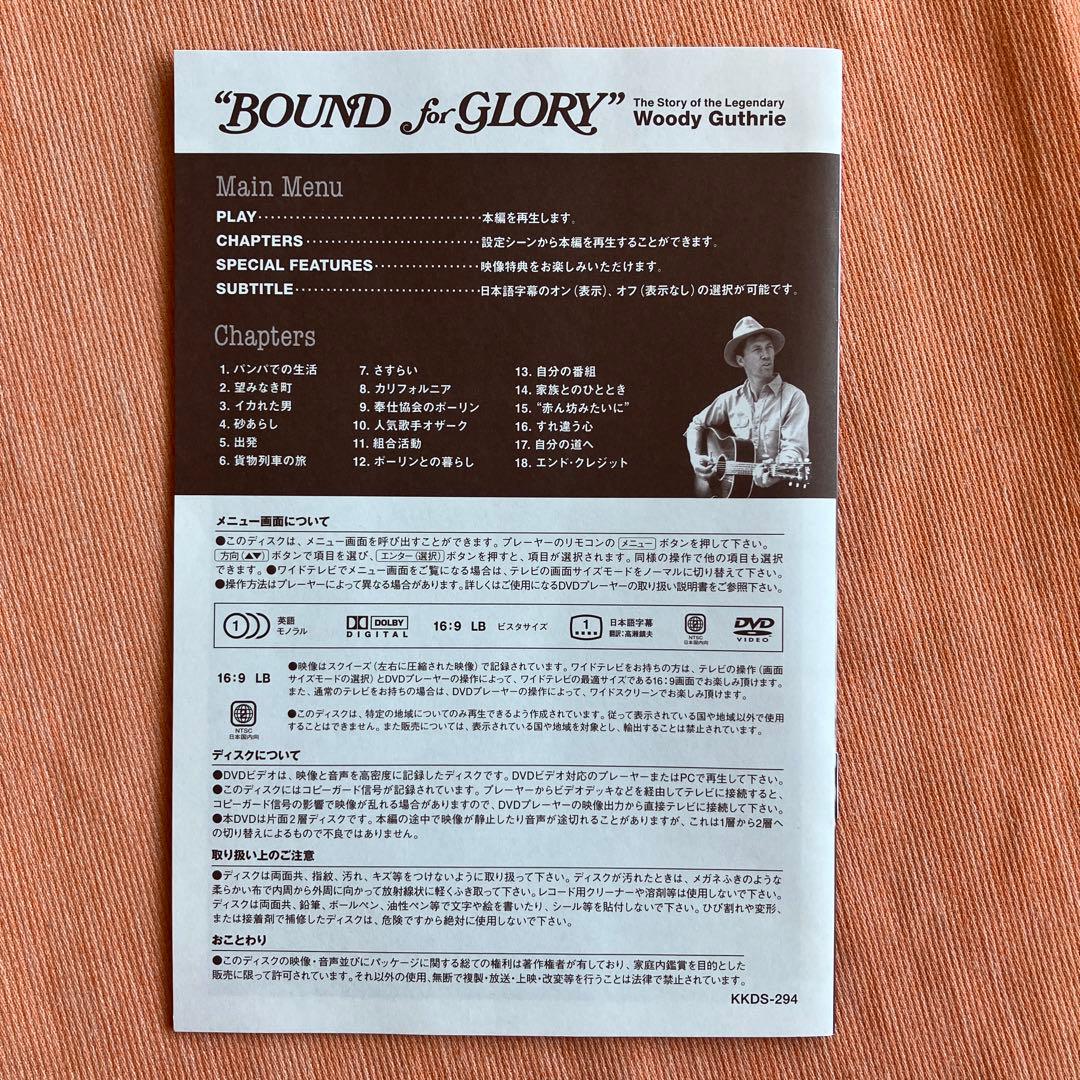 “BOUND for GLORY” The Story of the Legendary
Woody Guthrie
Main Menu
PLAY･･････････････････････････････････本編を再生します。
CHAPTERS･･････････････････････････設定シーンから本編を再生することができます。
SPECIAL FEATURES････････････････映像特典をお楽しみいただけます。
SUBTITLE････････････････････････････日本語字幕のオン（表示）、オフ（表示なし）の選択が可能です。
Chapters
1. パンパでの生活
2. 望みなき町
3. イカれた男
4. 砂あらし
5. 出発
6. 貨物列車の旅
7. さすらい
8. カリフォルニア
9. 奉仕協会のポーリン
10. 人気歌手オザーク
11. 組合活動
12. ポーリンとの暮らし
13. 自分の番組
14. 家族とのひととき
15. “赤ん坊みたいに”
16. すれ違う心
17. 自分の道へ
18. エンド・クレジット
メニュー画面について
●このディスクは、メニュー画面を呼び出すことができます。プレーヤーのリモコンの メニュー ボタンを押して下さい。
方向（▲▼） ボタンで項目を選び、 エンター（選択） ボタンを押すと、項目が選択されます。同様の操作で他の項目も選択
できます。●ワイドテレビでメニュー画面をご覧になる場合は、テレビの画面サイズモードをノーマルに切り替えて下さい。
●操作方法はプレーヤーによって異なる場合があります。詳しくはご使用になるDVDプレーヤーの取り扱い説明書をご参照下さい。
1
英語
モノラル
DOLBY
DIGITAL
16:9 LB ビスタサイズ
1
日本語字幕
翻訳:高瀬鎮夫
2
NTSC
日本国内向
DVD
VIDEO
16:9 LB
●映像はスクイーズ（左右に圧縮された映像）で記録されています。ワイドテレビをお持ちの方は、テレビの操作（画面
サイズモードの選択）とDVDプレーヤーの操作によって、ワイドテレビの最適サイズである16:9画面でお楽しみ頂けます。
また、通常のテレビをお持ちの場合は、DVDプレーヤーの操作によって、ワイドスクリーンでお楽しみ頂けます。
2
NTSC
日本国内向
●このディスクは、特定の地域についてのみ再生できるよう作成されています。従って表示されている国や地域以外で使用
することはできません。また販売については、表示されている国や地域を対象とし、輸出することは禁止されています。
ディスクについて
●DVDビデオは、映像と音声を高密度に記録したディスクです。DVDビデオ対応のプレーヤーまたはPCで再生して下さい。
●このディスクにはコピーガード信号が記録されています。プレーヤーからビデオデッキなどを経由してテレビに接続すると、
コピーガード信号の影響で映像が乱れる場合がありますので、DVDプレーヤーの映像出力から直接テレビに接続して下さい。
●本DVDは片面2層ディスクです。本編の途中で映像が静止したり音声が途切れることがありますが、これは1層から2層へ
の切り替えによるもので不良ではありません。
取り扱い上のご注意
●ディスクは両面共、指紋、汚れ、キズ等をつけないように取り扱って下さい。ディスクが汚れたときは、メガネふきのような
柔らかい布で内周から外周に向かって放射線状に軽くふき取って下さい。レコード用クリーナーや溶剤等は使用しないで下さい。
ディスクは両面共、鉛筆、ボールペン、油性ペン等で文字や絵を書いたり、シール等を貼付しないで下さい。ひび割れや変形、
または接着剤で補修したディスクは、危険ですから絶対に使用しないで下さい。
おことわり
●このディスクの映像・音声並びにパッケージに関する総ての権利は著作権者が有しており、家庭内鑑賞を目的とした
販売に限って許可されています。それ以外の使用、無断で複製・放送・上映・改変等を行うことは法律で禁止されています。
KKDS-294